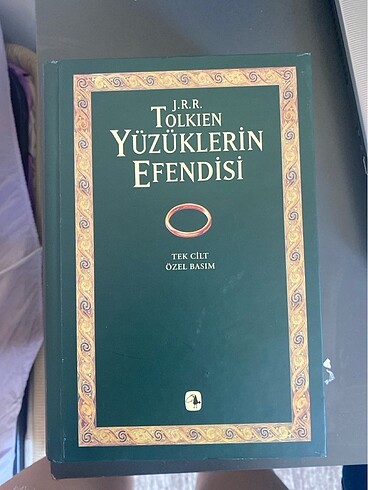 J.R.R.
TOLKIEN
YÜZÜKLERİN
EFENDİSİ
TEK CİLT
ÖZEL BASIM